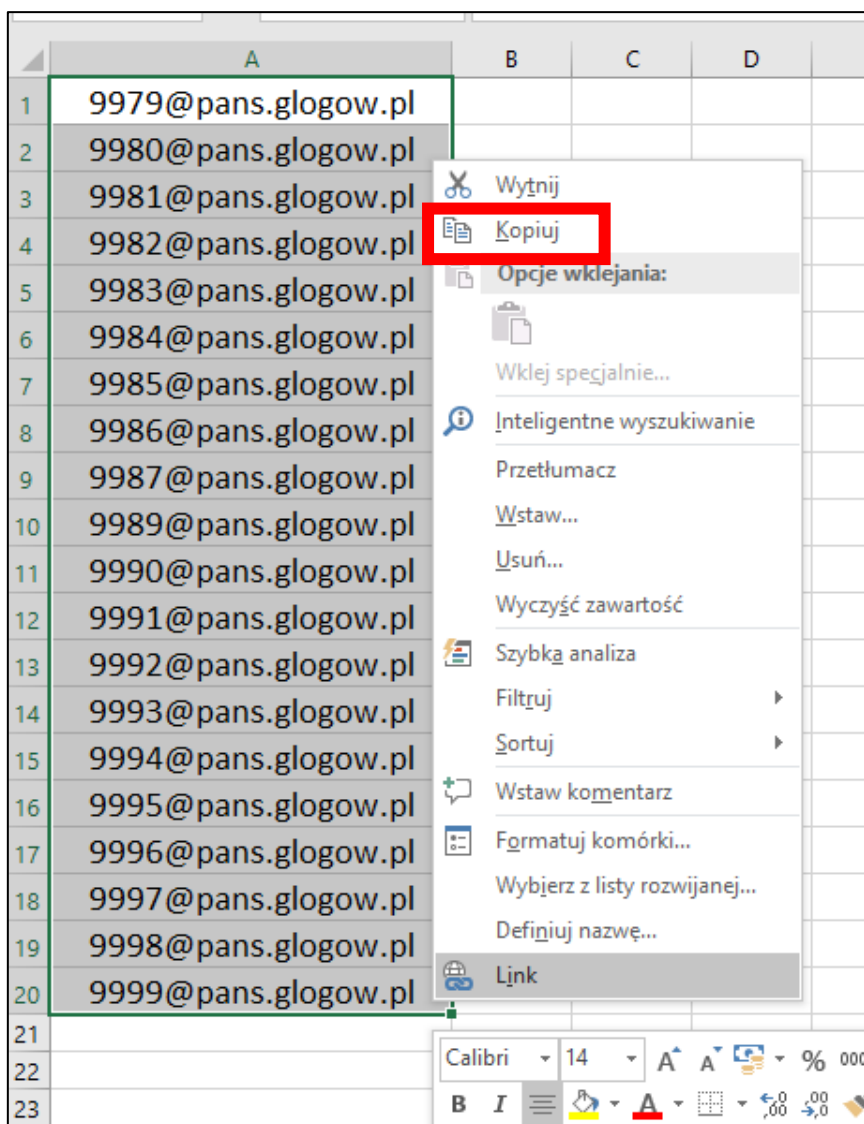 A B C D
1 9979@pans.glogow.pl
2 9980@pans.glogow.pl
3 9981@pans.glogow.pl
4 9982@pans.glogow.pl
5 9983@pans.glogow.pl
6 9984@pans.glogow.pl
7 9985@pans.glogow.pl
8 9986@pans.glogow.pl
9 9987@pans.glogow.pl
10 9989@pans.glogow.pl
11 9990@pans.glogow.pl
12 9991@pans.glogow.pl
13 9992@pans.glogow.pl
14 9993@pans.glogow.pl
15 9994@pans.glogow.pl
16 9995@pans.glogow.pl
17 9996@pans.glogow.pl
18 9997@pans.glogow.pl
19 9998@pans.glogow.pl
20 9999@pans.glogow.pl
21
22
23
Wytnij
Kopiuj
Opcje wklejania:
Wklej specjalnie...
Inteligentne wyszukiwanie
Przetłumacz
Wstaw...
Usuń...
Wyczyść zawartość
Szybka analiza
Filtruj
Sortuj
Wstaw komentarz
Formatuj komórki...
Wybierz z listy rozwijanej...
Definiuj nazwę...
Link
Calibri 14 A A % 000
B I A ,00 ,0 ,00 ,0